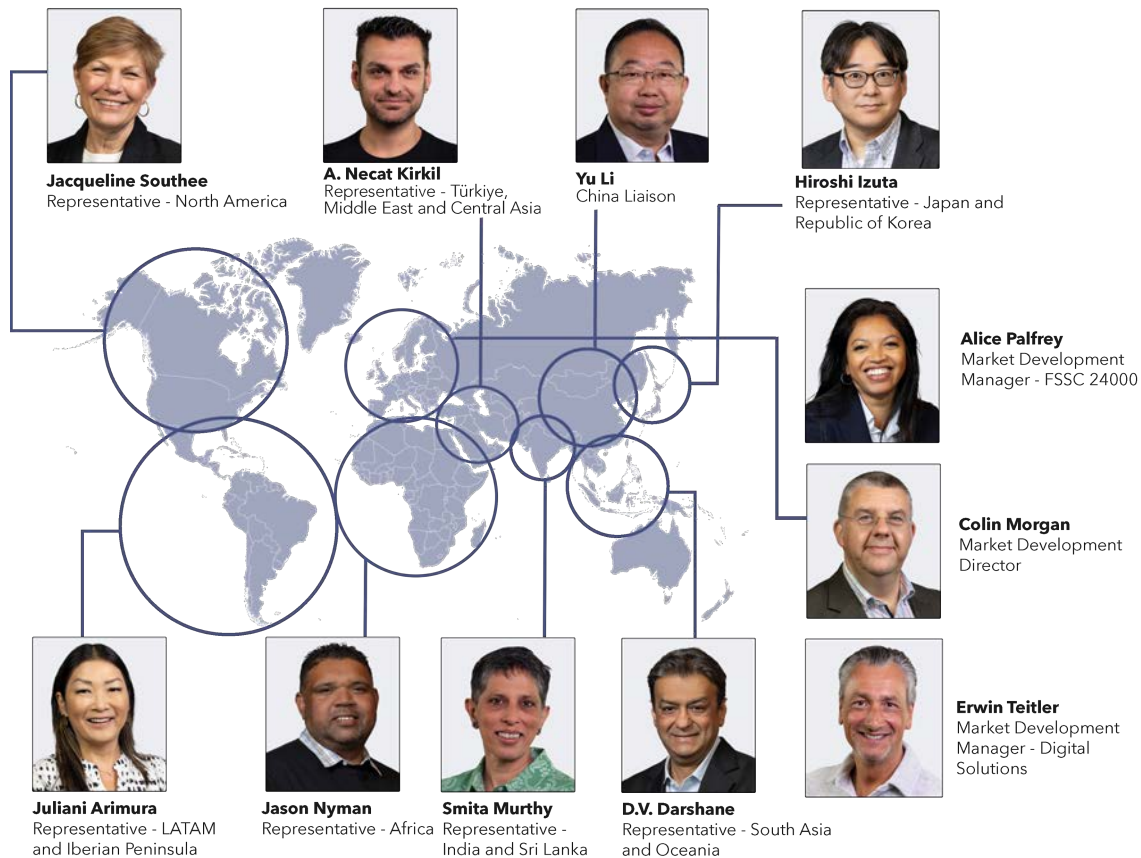 Jacqueline Southee
Representative - North America
A. Necat Kirkil
Representative - Türkiye,
Middle East and Central Asia
Yu Li
China Liaison
Hiroshi Izuta
Representative - Japan and
Republic of Korea
Alice Palfrey
Market Development
Manager - FSSC 24000
Colin Morgan
Market Development
Director
Erwin Teitler
Market Development
Manager - Digital
Solutions
Juliani Arimura
Representative - LATAM
and Iberian Peninsula
Jason Nyman
Representative - Africa
Smita Murthy
Representative -
India and Sri Lanka
D.V. Darshane
Representative - South Asia
and Oceania